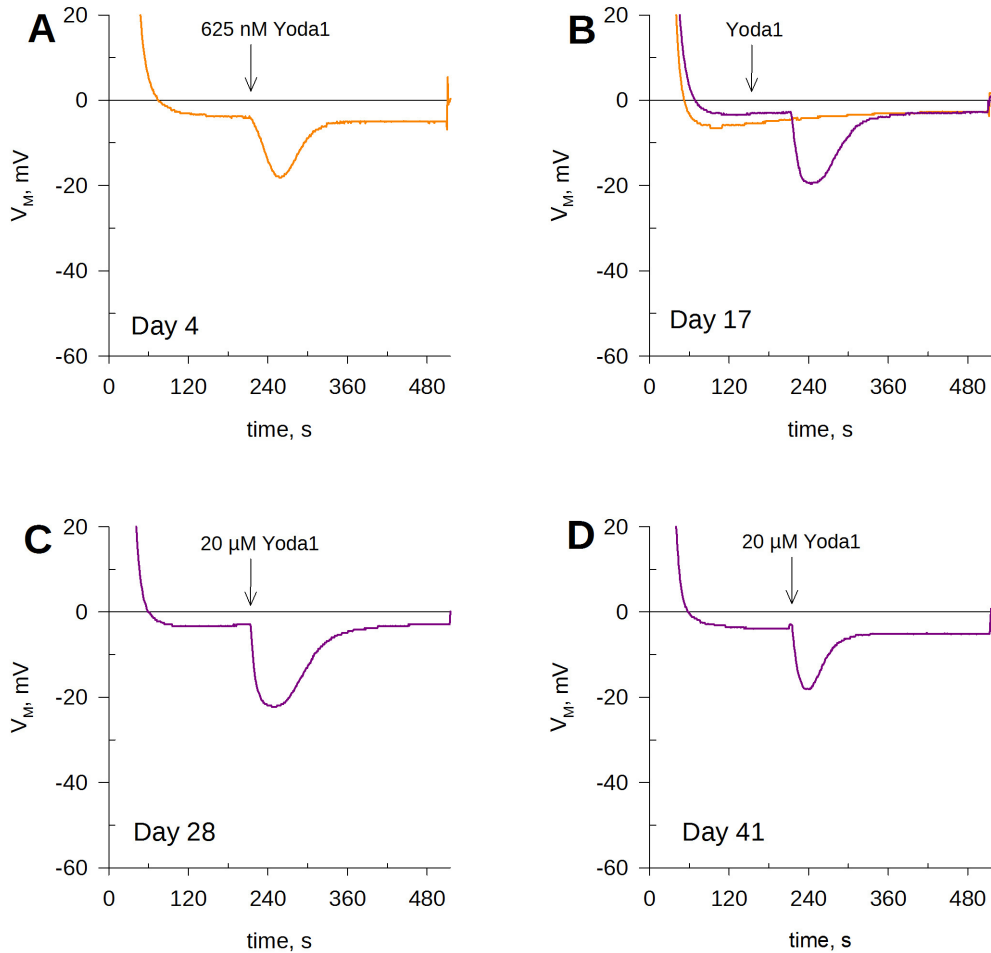 A
625 nM Yoda1
20
0
-20
-40
-60
V_M, mV
Day 4
0 120 240 360 480
time, s
B
Yoda1
20
0
-20
-40
-60
V_M, mV
Day 17
0 120 240 360 480
time, s
C
20 µM Yoda1
20
0
-20
-40
-60
V_M, mV
Day 28
0 120 240 360 480
time, s
D
20 µM Yoda1
20
0
-20
-40
-60
V_M, mV
Day 41
0 120 240 360 480
time, s